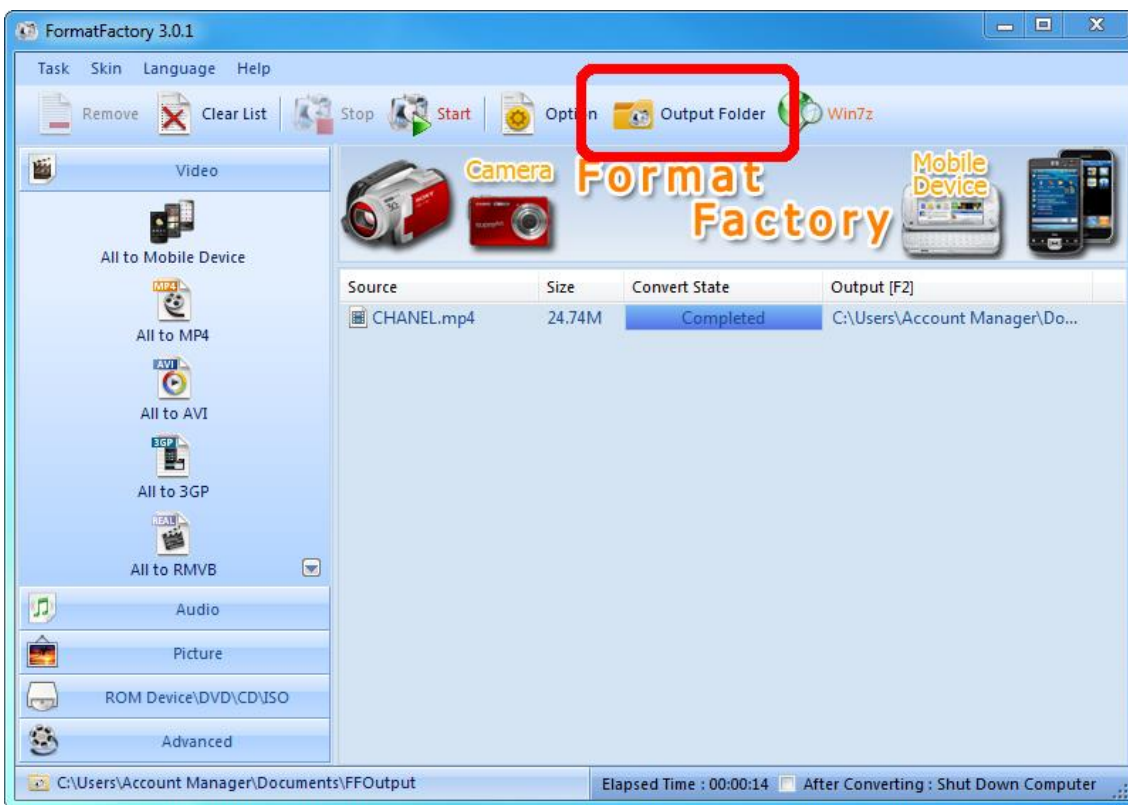 FormatFactory 3.0.1
Task Skin Language Help
Remove Clear List Stop Start Option Output Folder Win7z
Video
All to Mobile Device
MP4
All to MP4
AVI
All to AVI
3GP
All to 3GP
REAL
All to RMVB
Audio
Picture
ROM Device\DVD\CD\ISO
Advanced
Camera
Format
Factory
Mobile
Device
SONY
Source Size Convert State Output [F2]
CHANEL.mp4 24.74M Completed C:\Users\Account Manager\Do...
C:\Users\Account Manager\Documents\FFOutput Elapsed Time : 00:00:14 After Converting : Shut Down Computer